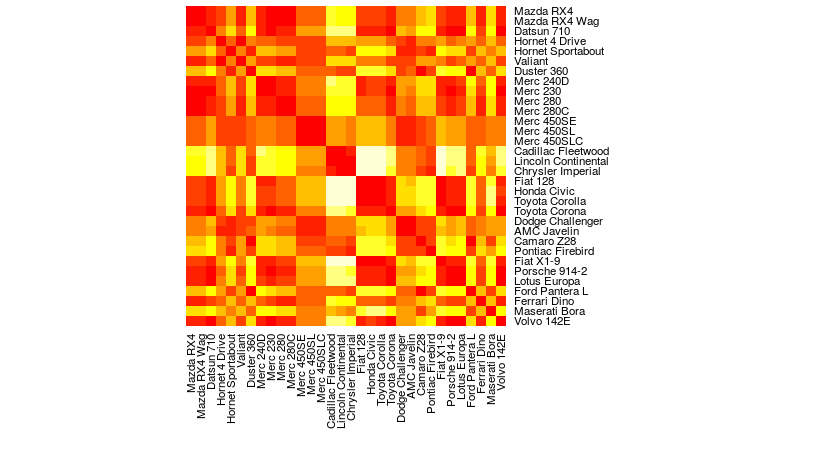 Mazda RX4
Mazda RX4 Wag
Datsun 710
Hornet 4 Drive
Hornet Sportabout
Valiant
Duster 360
Merc 240D
Merc 230
Merc 280
Merc 280C
Merc 450SE
Merc 450SL
Merc 450SLC
Cadillac Fleetwood
Lincoln Continental
Chrysler Imperial
Fiat 128
Honda Civic
Toyota Corolla
Toyota Corona
Dodge Challenger
AMC Javelin
Camaro Z28
Pontiac Firebird
Fiat X1-9
Porsche 914-2
Lotus Europa
Ford Pantera L
Ferrari Dino
Maserati Bora
Volvo 142E
Mazda RX4
Mazda RX4 Wag
Datsun 710
Hornet 4 Drive
Hornet Sportabout
Valiant
Duster 360
Merc 240D
Merc 230
Merc 280
Merc 280C
Merc 450SE
Merc 450SL
Merc 450SLC
Cadillac Fleetwood
Lincoln Continental
Chrysler Imperial
Fiat 128
Honda Civic
Toyota Corolla
Toyota Corona
Dodge Challenger
AMC Javelin
Camaro Z28
Pontiac Firebird
Fiat X1-9
Porsche 914-2
Lotus Europa
Ford Pantera L
Ferrari Dino
Maserati Bora
Volvo 142E